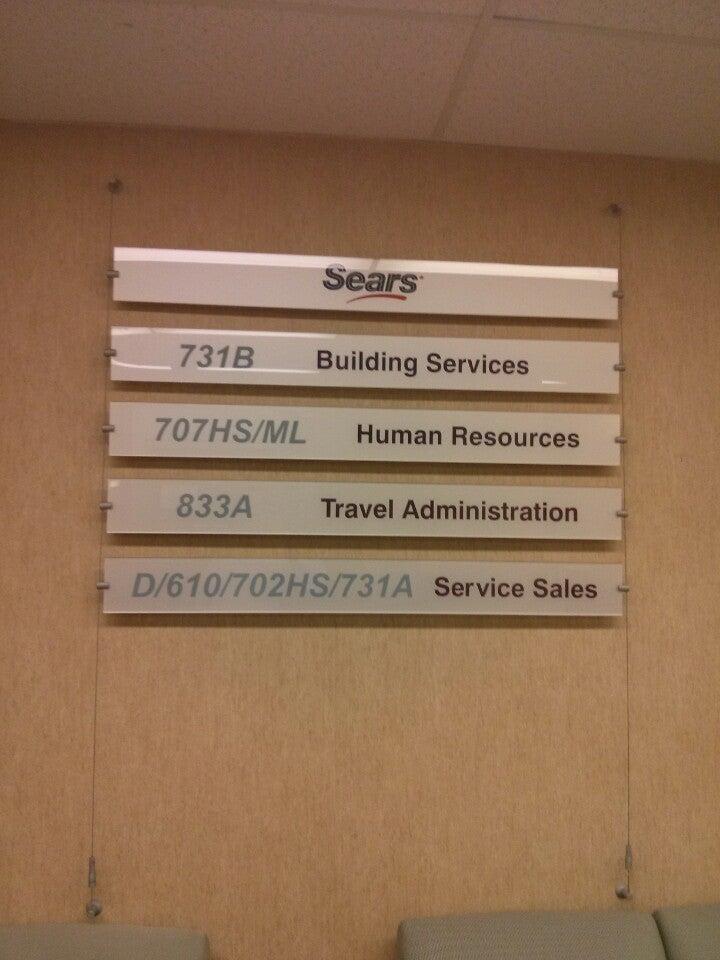 Sears
731B Building Services
707HS/ML Human Resources
833A Travel Administration
D/610/702HS/731A Service Sales